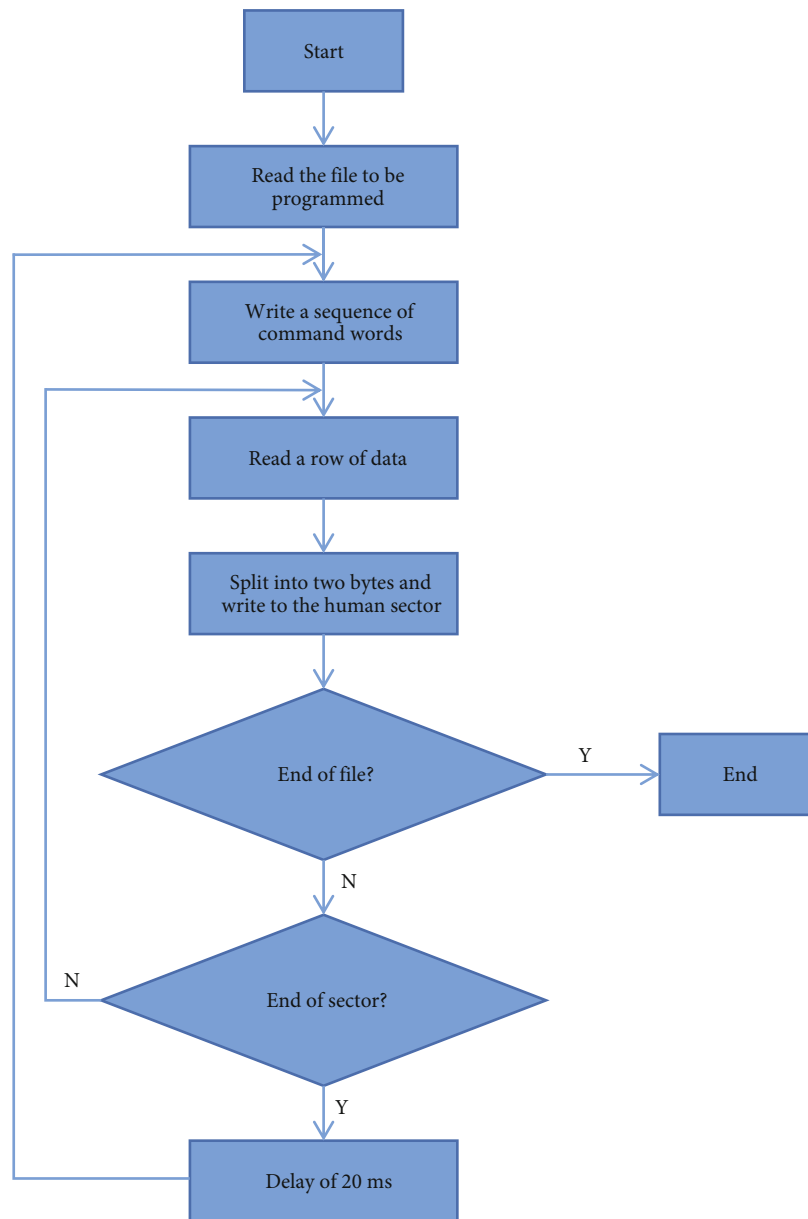 Start
Read the file to be
programmed
Write a sequence of
command words
Read a row of data
Split into two bytes and
write to the human sector
End of file?
Y
End
N
End of sector?
N
Y
Delay of 20 ms